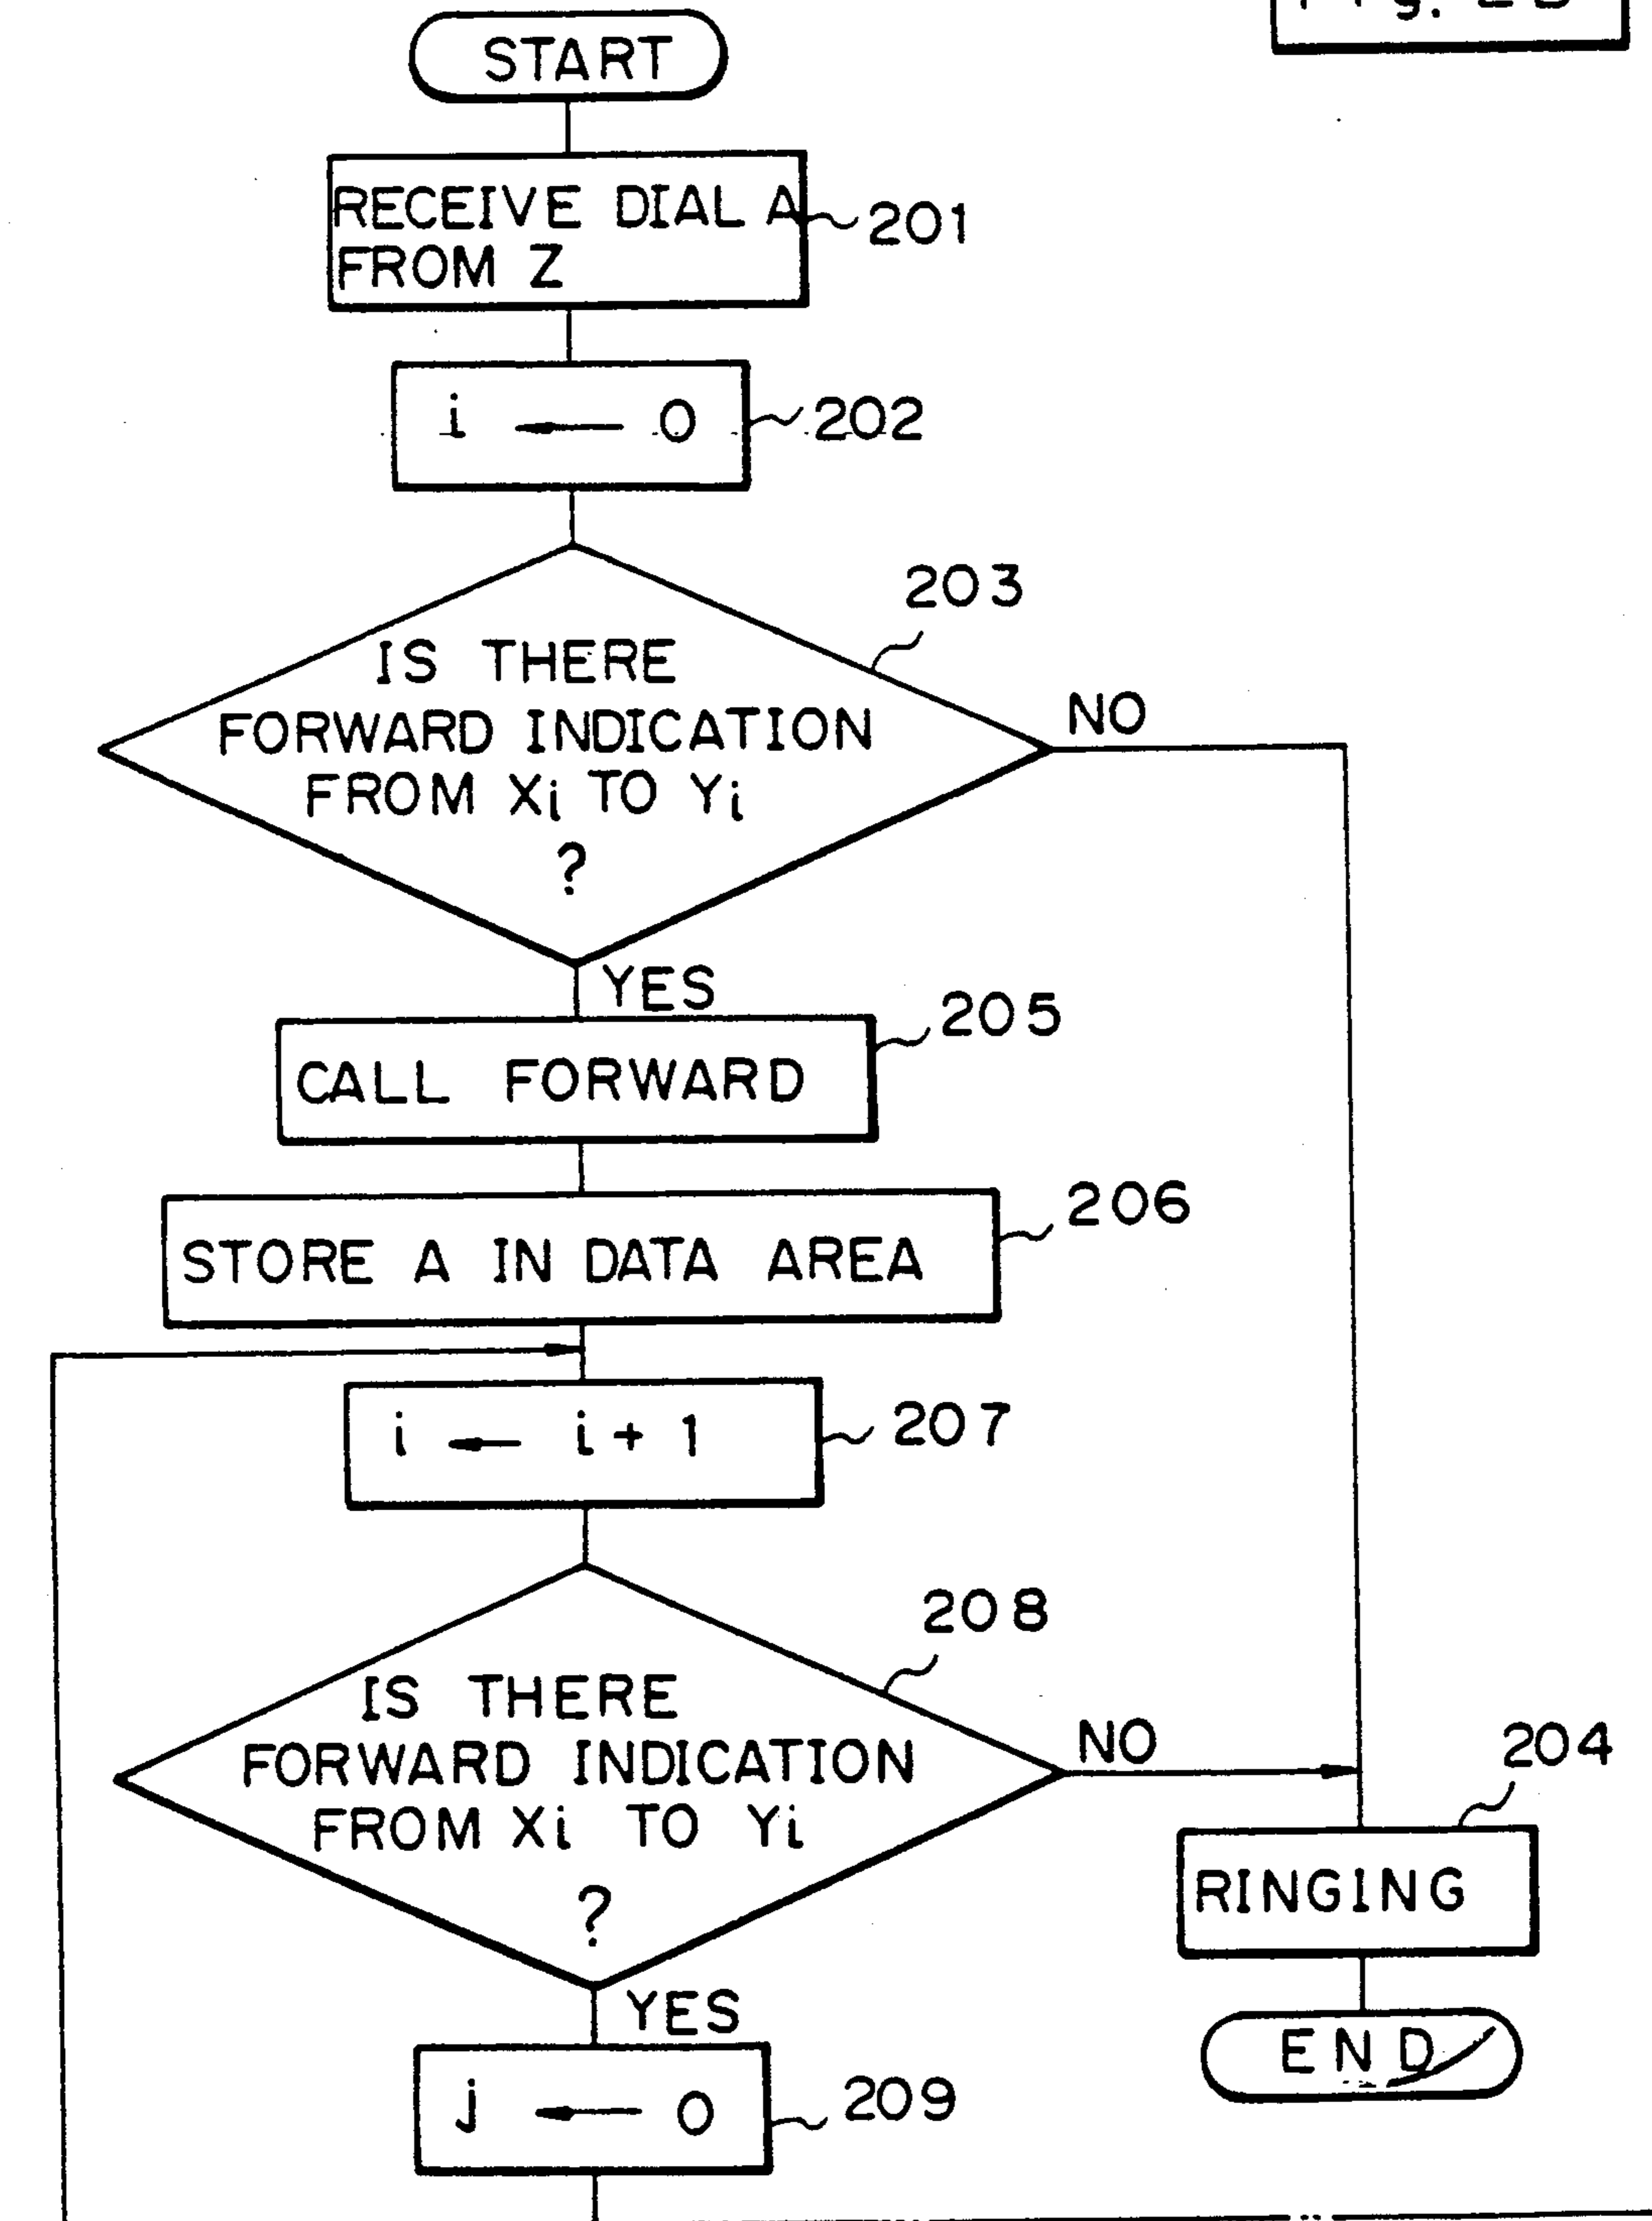 START
RECEIVE DIAL A
FROM Z
201
i ← 0
202
203
IS THERE
FORWARD INDICATION
FROM Xi TO Yi
?
NO
YES
205
CALL FORWARD
206
STORE A IN DATA AREA
i ← i + 1
207
208
IS THERE
FORWARD INDICATION
FROM Xi TO Yi
?
NO
204
RINGING
YES
END
j ← 0
209